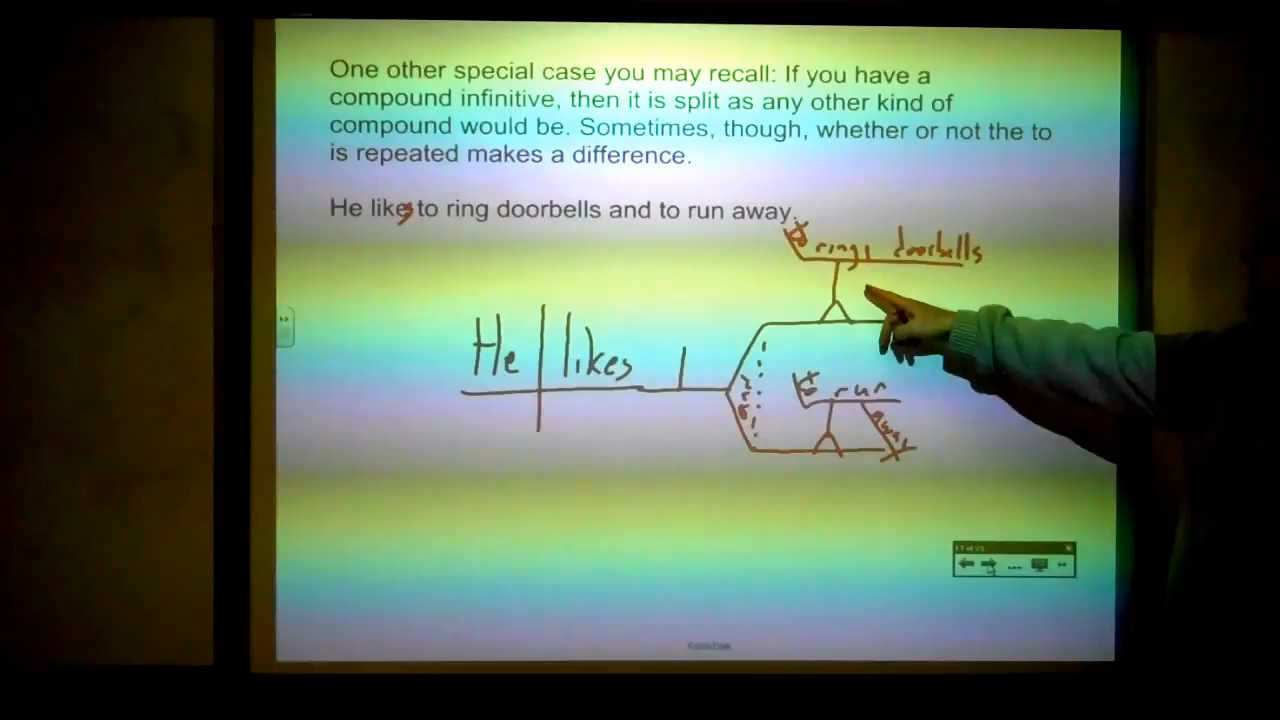 One other special case you may recall: If you have a
compound infinitive, then it is split as any other kind of
compound would be. Sometimes, though, whether or not the to
is repeated makes a difference.
He likes to ring doorbells and to run away.
to ring doorbells
He likes
and
to run
away